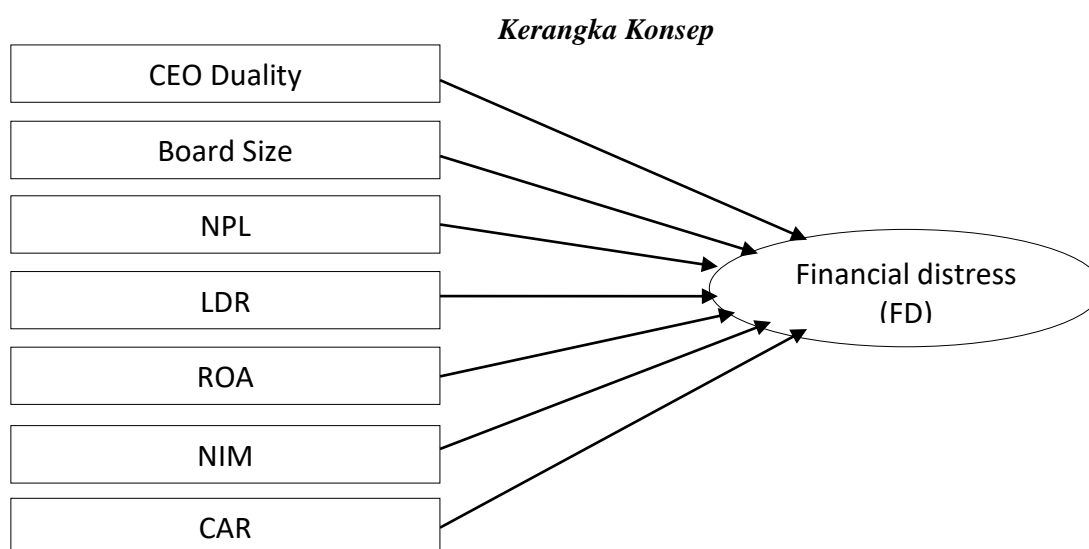 Kerangka Konsep
CEO Duality
Board Size
NPL
LDR
ROA
NIM
CAR
Financial distress
(FD)